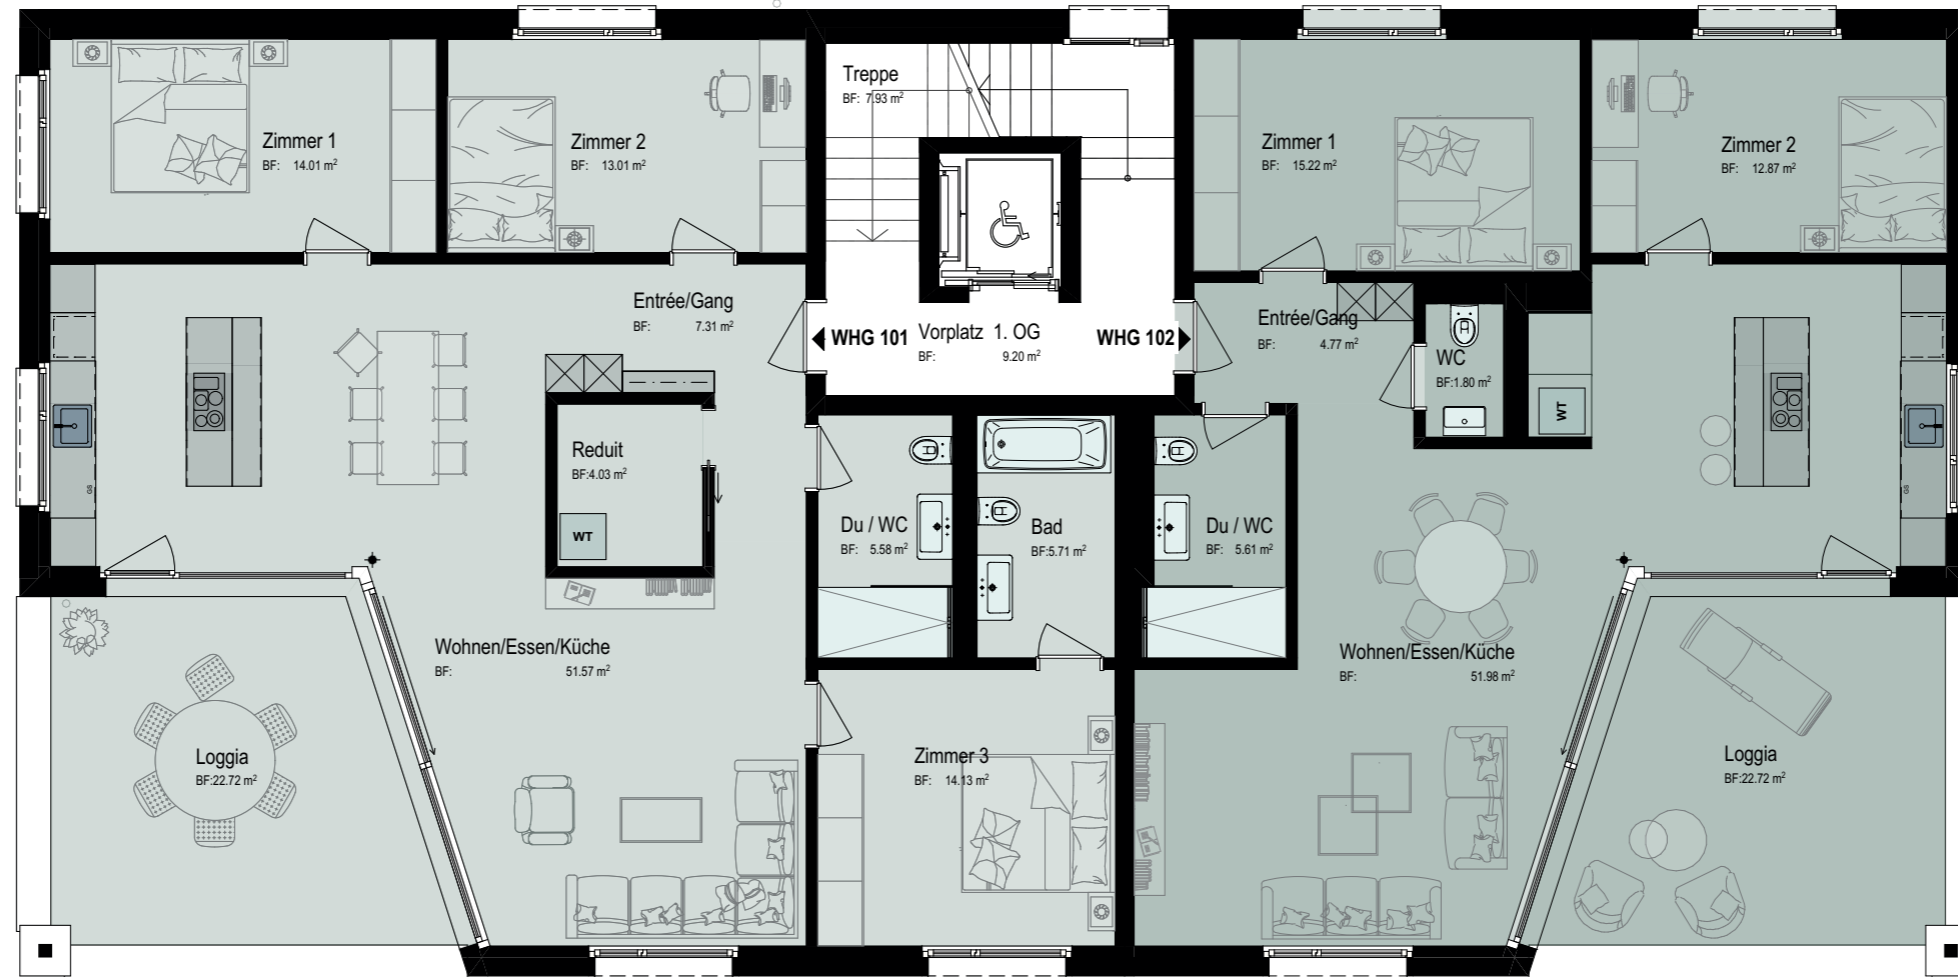 Treppe
BF: 7.93 m²
Zimmer 1
BF: 14.01 m²
Zimmer 2
BF: 13.01 m²
Zimmer 1
BF: 15.22 m²
Zimmer 2
BF: 12.87 m²
Entrée/Gang
BF: 7.31 m²
WHG 101
Vorplatz 1. OG
BF: 9.20 m²
WHG 102
Entrée/Gang
BF: 4.77 m²
WC
BF:1.80 m²
WT
Reduit
BF:4.03 m²
WT
GS
Du / WC
BF: 5.58 m²
Bad
BF:5.71 m²
Du / WC
BF: 5.61 m²
GS
Wohnen/Essen/Küche
BF: 51.57 m²
Wohnen/Essen/Küche
BF: 51.98 m²
Loggia
BF:22.72 m²
Zimmer 3
BF: 14.13 m²
Loggia
BF:22.72 m²